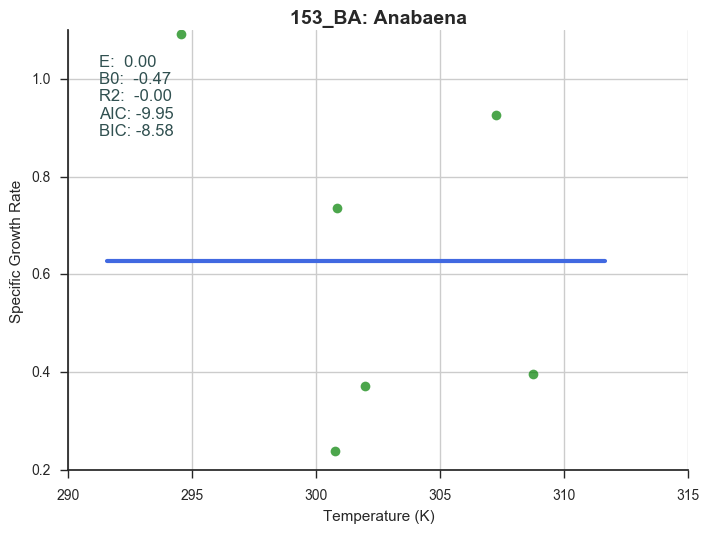 153_BA: Anabaena
E:  0.00
B0:  -0.47
R2:  -0.00
AIC: -9.95
BIC: -8.58
Specific Growth Rate
1.0
0.8
0.6
0.4
0.2
290 295 300 305 310 315
Temperature (K)